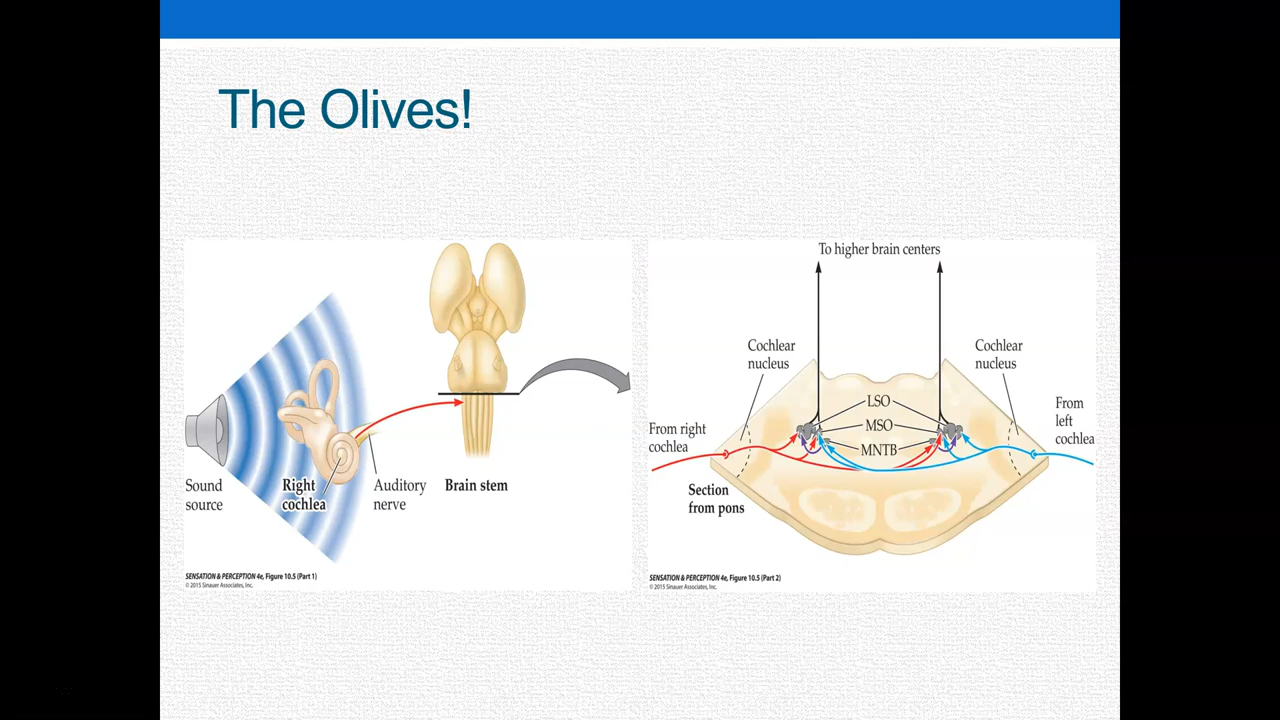 The Olives!
Sound
source
Right
cochlea
Auditory
nerve
Brain stem
SENSATION & PERCEPTION 4e, Figure 10.5 (Part 1)
© 2015 Sinauer Associates, Inc.
To higher brain centers
Cochlear
nucleus
Cochlear
nucleus
From right
cochlea
LSO
MSO
MNTB
From
left
cochlea
Section
from pons
SENSATION & PERCEPTION 4e, Figure 10.5 (Part 2)
© 2015 Sinauer Associates, Inc.